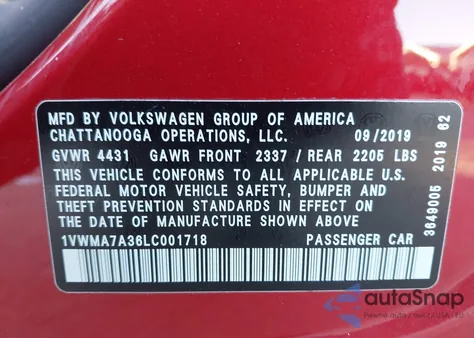 MFD BY VOLKSWAGEN GROUP OF AMERICA
CHATTANOOGA OPERATIONS, LLC. 09/2019
GVWR 4431 GAWR FRONT 2337 / REAR 2205 LBS
THIS VEHICLE CONFORMS TO ALL APPLICABLE U.S.
FEDERAL MOTOR VEHICLE SAFETY, BUMPER AND
THEFT PREVENTION STANDARDS IN EFFECT ON
THE DATE OF MANUFACTURE SHOWN ABOVE
1VWMA7A36LC001718 PASSENGER CAR
3649005 2019 62
autoSnap